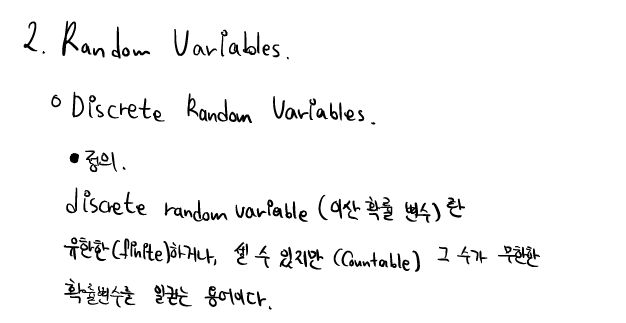 2. Random Variables.
○ Discrete Random Variables.
• 정의.
discrete random variable (이산 확률 변수)란
유한한(finite)하거나, 셀 수 있지만 (Countable) 그 수가 무한한
확률변수를 일컫는 용어이다.